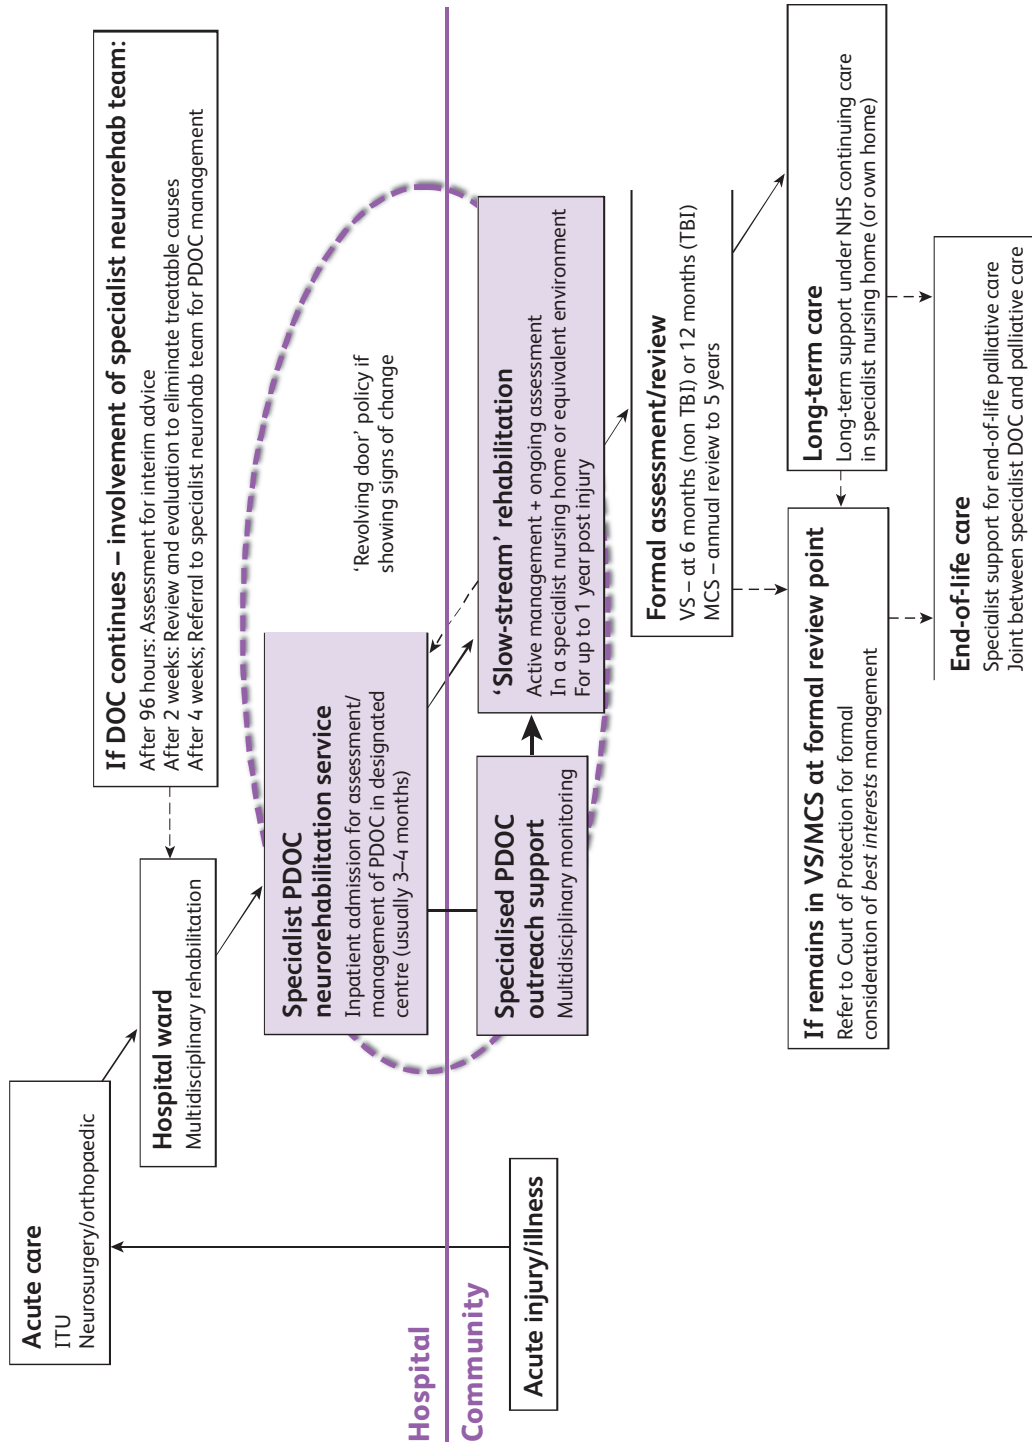 Acute care
ITU
Neurosurgery/orthopaedic
Hospital ward
Multidisciplinary rehabilitation
If DOC continues – involvement of specialist neurorehab team:
After 96 hours: Assessment for interim advice
After 2 weeks: Review and evaluation to eliminate treatable causes
After 4 weeks; Referral to specialist neurorehab team for PDOC management
Specialist PDOC
neurorehabilitation service
Inpatient admission for assessment/
management of PDOC in designated
centre (usually 3–4 months)
‘Revolving door’ policy if
showing signs of change
Hospital
Community
Acute injury/illness
Specialised PDOC
outreach support
Multidisciplinary monitoring
‘Slow-stream’ rehabilitation
Active management + ongoing assessment
In a specialist nursing home or equivalent environment
For up to 1 year post injury
Formal assessment/review
VS – at 6 months (non TBI) or 12 months (TBI)
MCS – annual review to 5 years
If remains in VS/MCS at formal review point
Refer to Court of Protection for formal
consideration of best interests management
Long-term care
Long-term support under NHS continuing care
in specialist nursing home (or own home)
End-of-life care
Specialist support for end-of-life palliative care
Joint between specialist DOC and palliative care